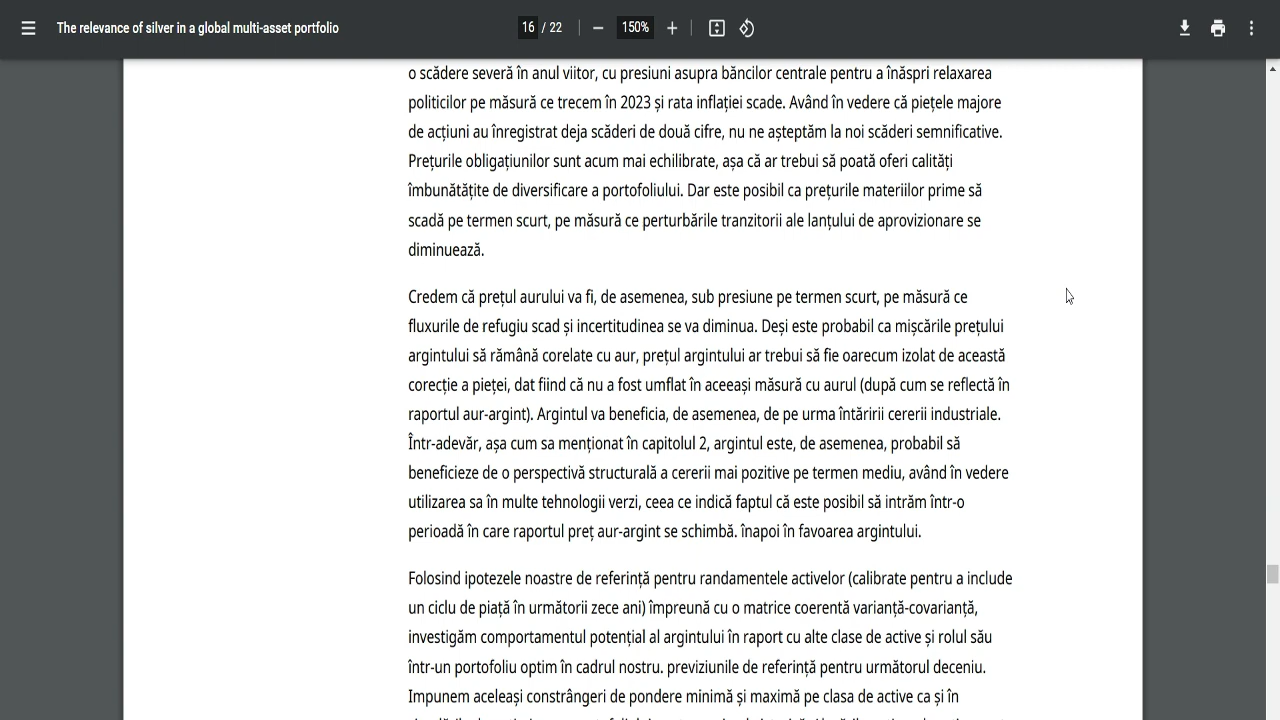 The relevance of silver in a global multi-asset portfolio
16 / 22
150%
o scădere severă în anul viitor, cu presiuni asupra băncilor centrale pentru a înăspri relaxarea
politicilor pe măsură ce trecem în 2023 și rata inflației scade. Având în vedere că piețele majore
de acțiuni au înregistrat deja scăderi de două cifre, nu ne așteptăm la noi scăderi semnificative.
Prețurile obligațiunilor sunt acum mai echilibrate, așa că ar trebui să poată oferi calități
îmbunătățite de diversificare a portofoliului. Dar este posibil ca prețurile materiilor prime să
scadă pe termen scurt, pe măsură ce perturbările tranzitorii ale lanțului de aprovizionare se
diminuează.
Credem că prețul aurului va fi, de asemenea, sub presiune pe termen scurt, pe măsură ce
fluxurile de refugiu scad și incertitudinea se va diminua. Deși este probabil ca mișcările prețului
argintului să rămână corelate cu aur, prețul argintului ar trebui să fie oarecum izolat de această
corecție a pieței, dat fiind că nu a fost umflat în aceeași măsură cu aurul (după cum se reflectă în
raportul aur-argint). Argintul va beneficia, de asemenea, de pe urma întăririi cererii industriale.
Într-adevăr, așa cum sa menționat în capitolul 2, argintul este, de asemenea, probabil să
beneficieze de o perspectivă structurală a cererii mai pozitive pe termen mediu, având în vedere
utilizarea sa în multe tehnologii verzi, ceea ce indică faptul că este posibil să intrăm într-o
perioadă în care raportul preț aur-argint se schimbă. înapoi în favoarea argintului.
Folosind ipotezele noastre de referință pentru randamentele activelor (calibrate pentru a include
un ciclu de piață în următorii zece ani) împreună cu o matrice coerentă varianță-covarianță,
investigăm comportamentul potențial al argintului în raport cu alte clase de active și rolul său
într-un portofoliu optim în cadrul nostru. previziunile de referință pentru următorul deceniu.
Impunem aceleași constrângeri de pondere minimă și maximă pe clasa de active ca și în